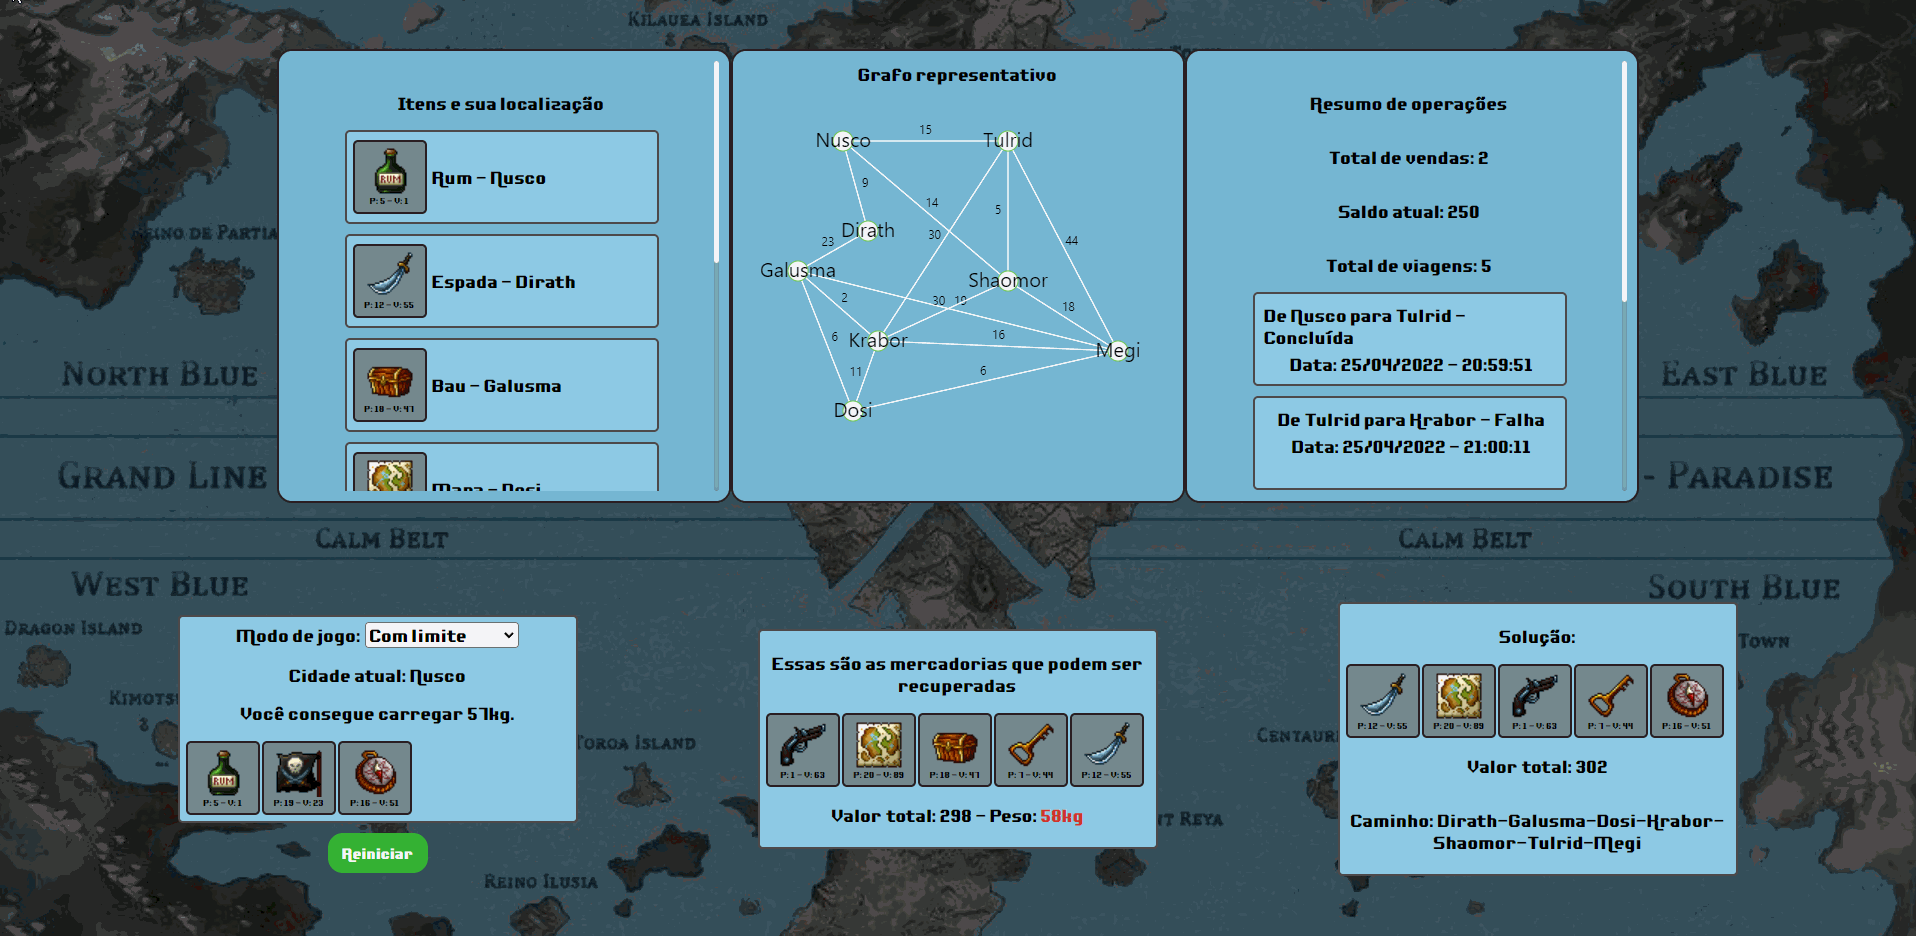 KILAUEA ISLAND
Itens e sua localização
RUM
P: 5 - V: 1
Rum - Nusco
P: 12 - V: 55
Espada - Dirath
P: 18 - V: 47
Bau - Galusma
Mapa - Dosi
Grafo representativo
Nusco
15
Tulrid
9
14
5
Dirath
30
23
44
Galusma
Shaomor
2
30
18
6
16
Krabor
Megi
11
6
Dosi
Resumo de operações
Total de vendas: 2
Saldo atual: 250
Total de viagens: 5
De Nusco para Tulrid -
Concluída
Data: 25/04/2022 - 20:59:51
De Tulrid para Krabor - Falha
Data: 25/04/2022 - 21:00:11
NORTH BLUE
EAST BLUE
GRAND LINE
- PARADISE
CALM BELT
CALM BELT
WEST BLUE
SOUTH BLUE
DRAGON ISLAND
TOWN
TOROA ISLAND
REINO ILUSIA
Modo de jogo: Com limite
Cidade atual: Nusco
Você consegue carregar 57kg.
RUM
P: 5 - V: 1
P: 19 - V: 23
P: 16 - V: 51
Reiniciar
Essas são as mercadorias que podem ser
recuperadas
P: 1 - V: 63
P: 20 - V: 89
P: 18 - V: 47
P: 7 - V: 44
P: 12 - V: 55
Valor total: 298 - Peso: 58kg
Solução:
P: 12 - V: 55
P: 20 - V: 89
P: 1 - V: 63
P: 7 - V: 44
P: 16 - V: 51
Valor total: 302
Caminho: Dirath-Galusma-Dosi-Krabor-
Shaomor-Tulrid-Megi